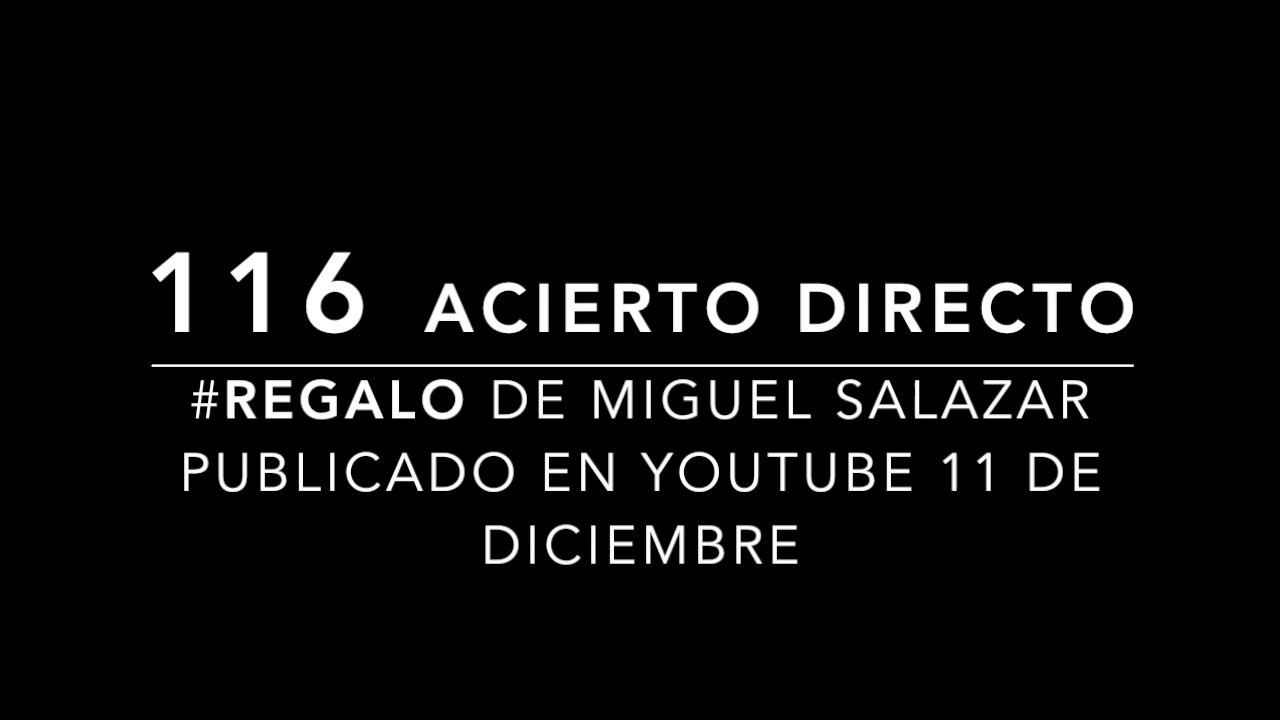 116 ACIERTO DIRECTO
#REGALO DE MIGUEL SALAZAR
PUBLICADO EN YOUTUBE 11 DE
DICIEMBRE